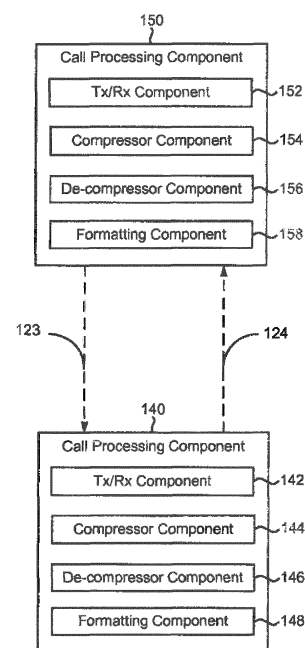 150
Call Processing Component
Tx/Rx Component
152
Compressor Component
154
De-compressor Component
156
Formatting Component
158
123
124
140
Call Processing Component
Tx/Rx Component
142
Compressor Component
144
De-compressor Component
146
Formatting Component
148